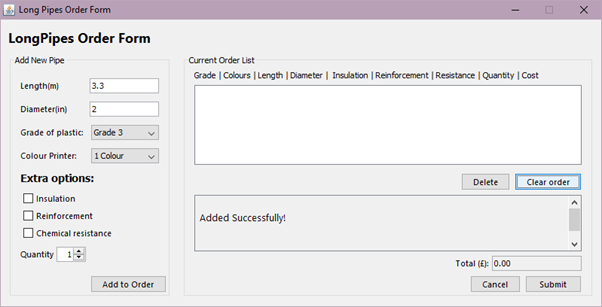 Long Pipes Order Form
LongPipes Order Form
Add New Pipe
Length(m) 3.3
Diameter(in) 2
Grade of plastic: Grade 3
Colour Printer: 1 Colour
Extra options:
Insulation
Reinforcement
Chemical resistance
Quantity 1
Add to Order
Current Order List
Grade | Colours | Length | Diameter | Insulation | Reinforcement | Resistance | Quantity | Cost
Delete Clear order
Added Successfully!
Total (£): 0.00
Cancel Submit